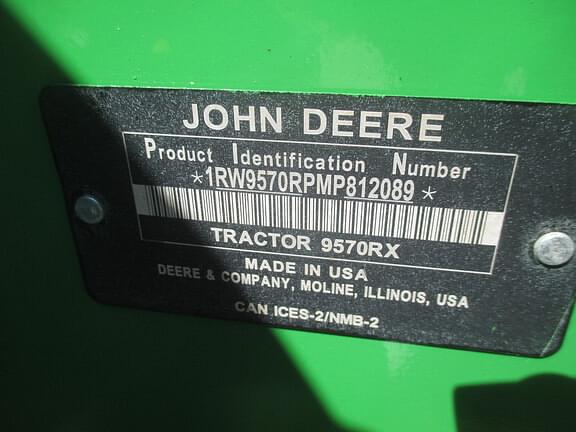 JOHN DEERE
Product Identification Number
*1RW9570RPMP812089*
TRACTOR 9570RX
MADE IN USA
DEERE & COMPANY, MOLINE, ILLINOIS, USA
CAN ICES-2/NMB-2